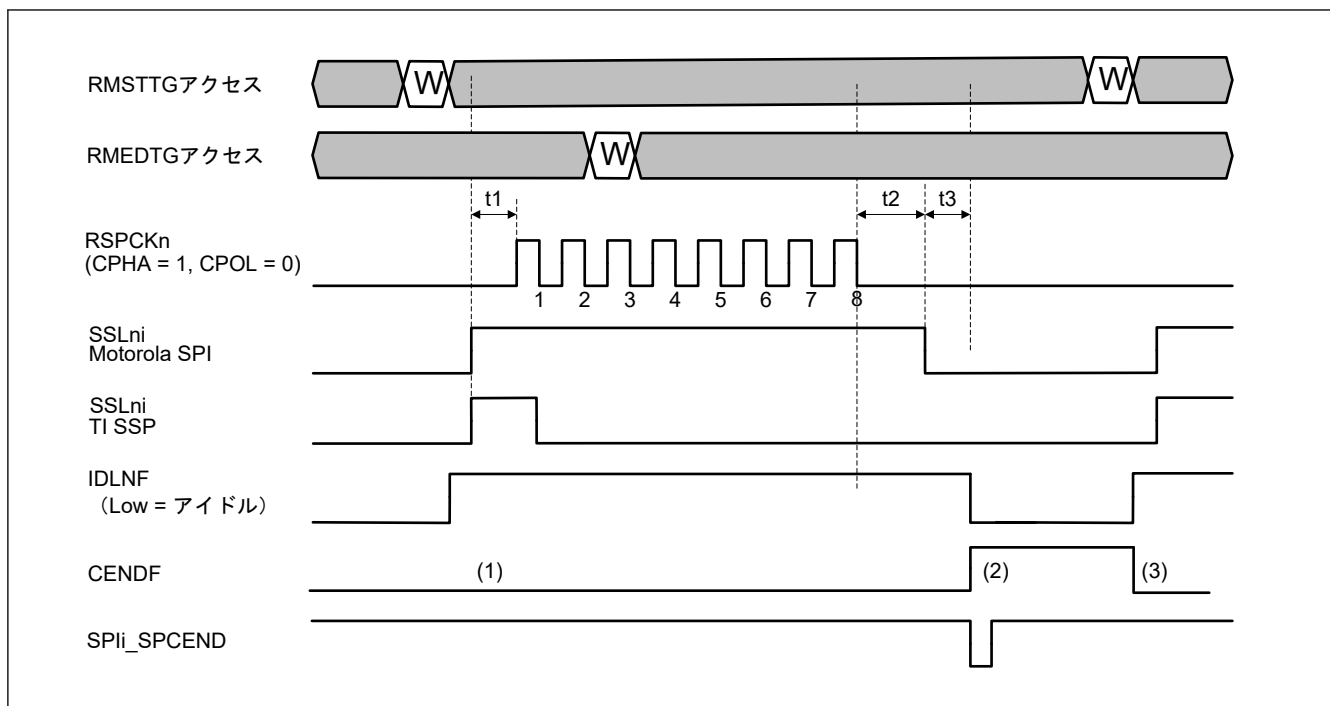 RMSTTGアクセス
W
W
RMEDTGアクセス
W
t1
t2
t3
RSPCKn
(CPHA = 1, CPOL = 0)
1 2 3 4 5 6 7 8
SSLni
Motorola SPI
SSLni
TI SSP
IDLNF
（Low = アイドル）
CENDF
(1)
(2)
(3)
SPIi_SPCEND